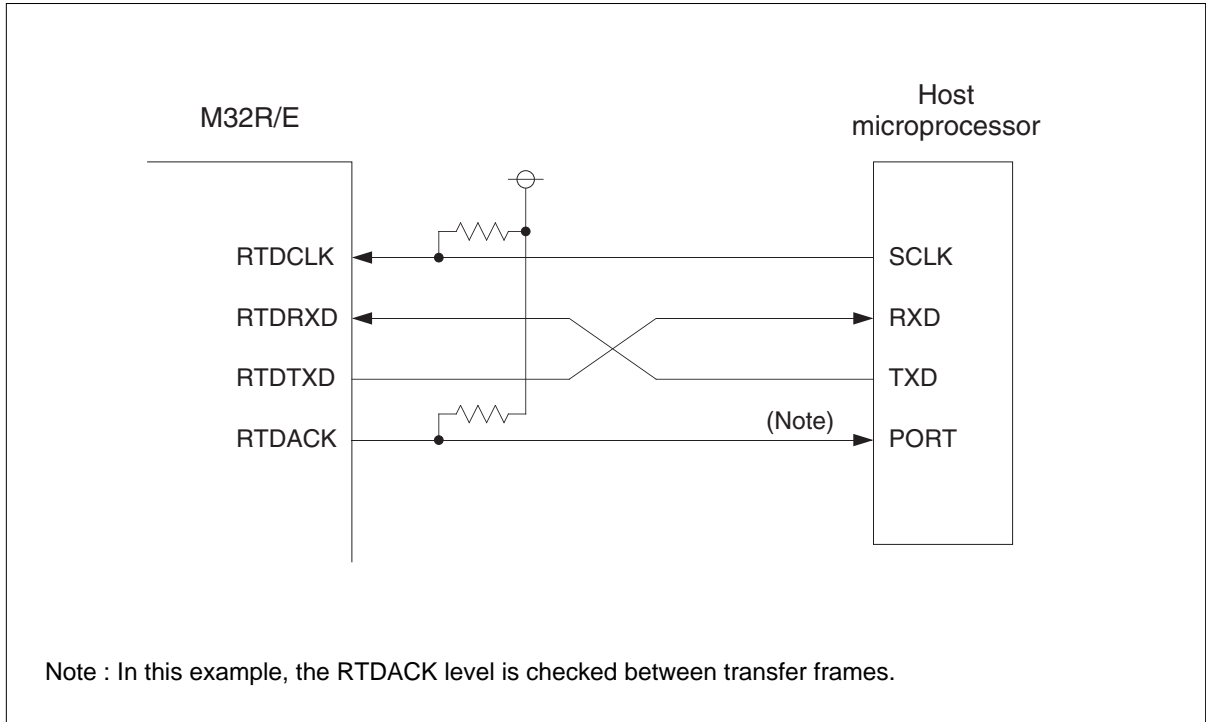 M32R/E
Host
microprocessor
RTDCLK
SCLK
RTDRXD
RXD
RTDTXD
TXD
RTDACK
(Note)
PORT
Note : In this example, the RTDACK level is checked between transfer frames.